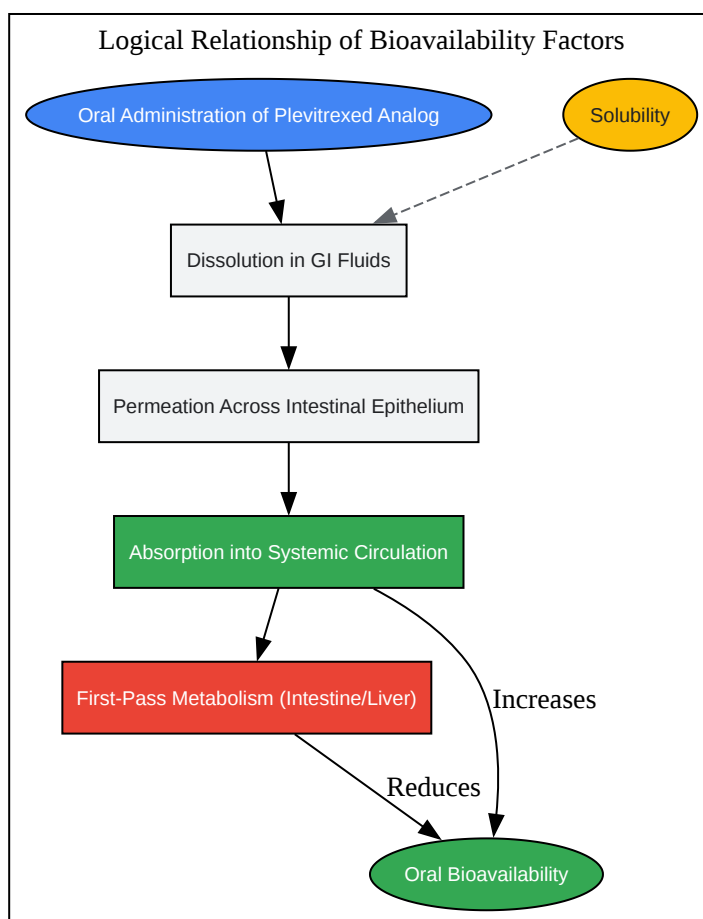 Logical Relationship of Bioavailability Factors
Oral Administration of Plevitrexed Analog
Solubility
Dissolution in GI Fluids
Permeation Across Intestinal Epithelium
Absorption into Systemic Circulation
First-Pass Metabolism (Intestine/Liver)
Increases
Reduces
Oral Bioavailability